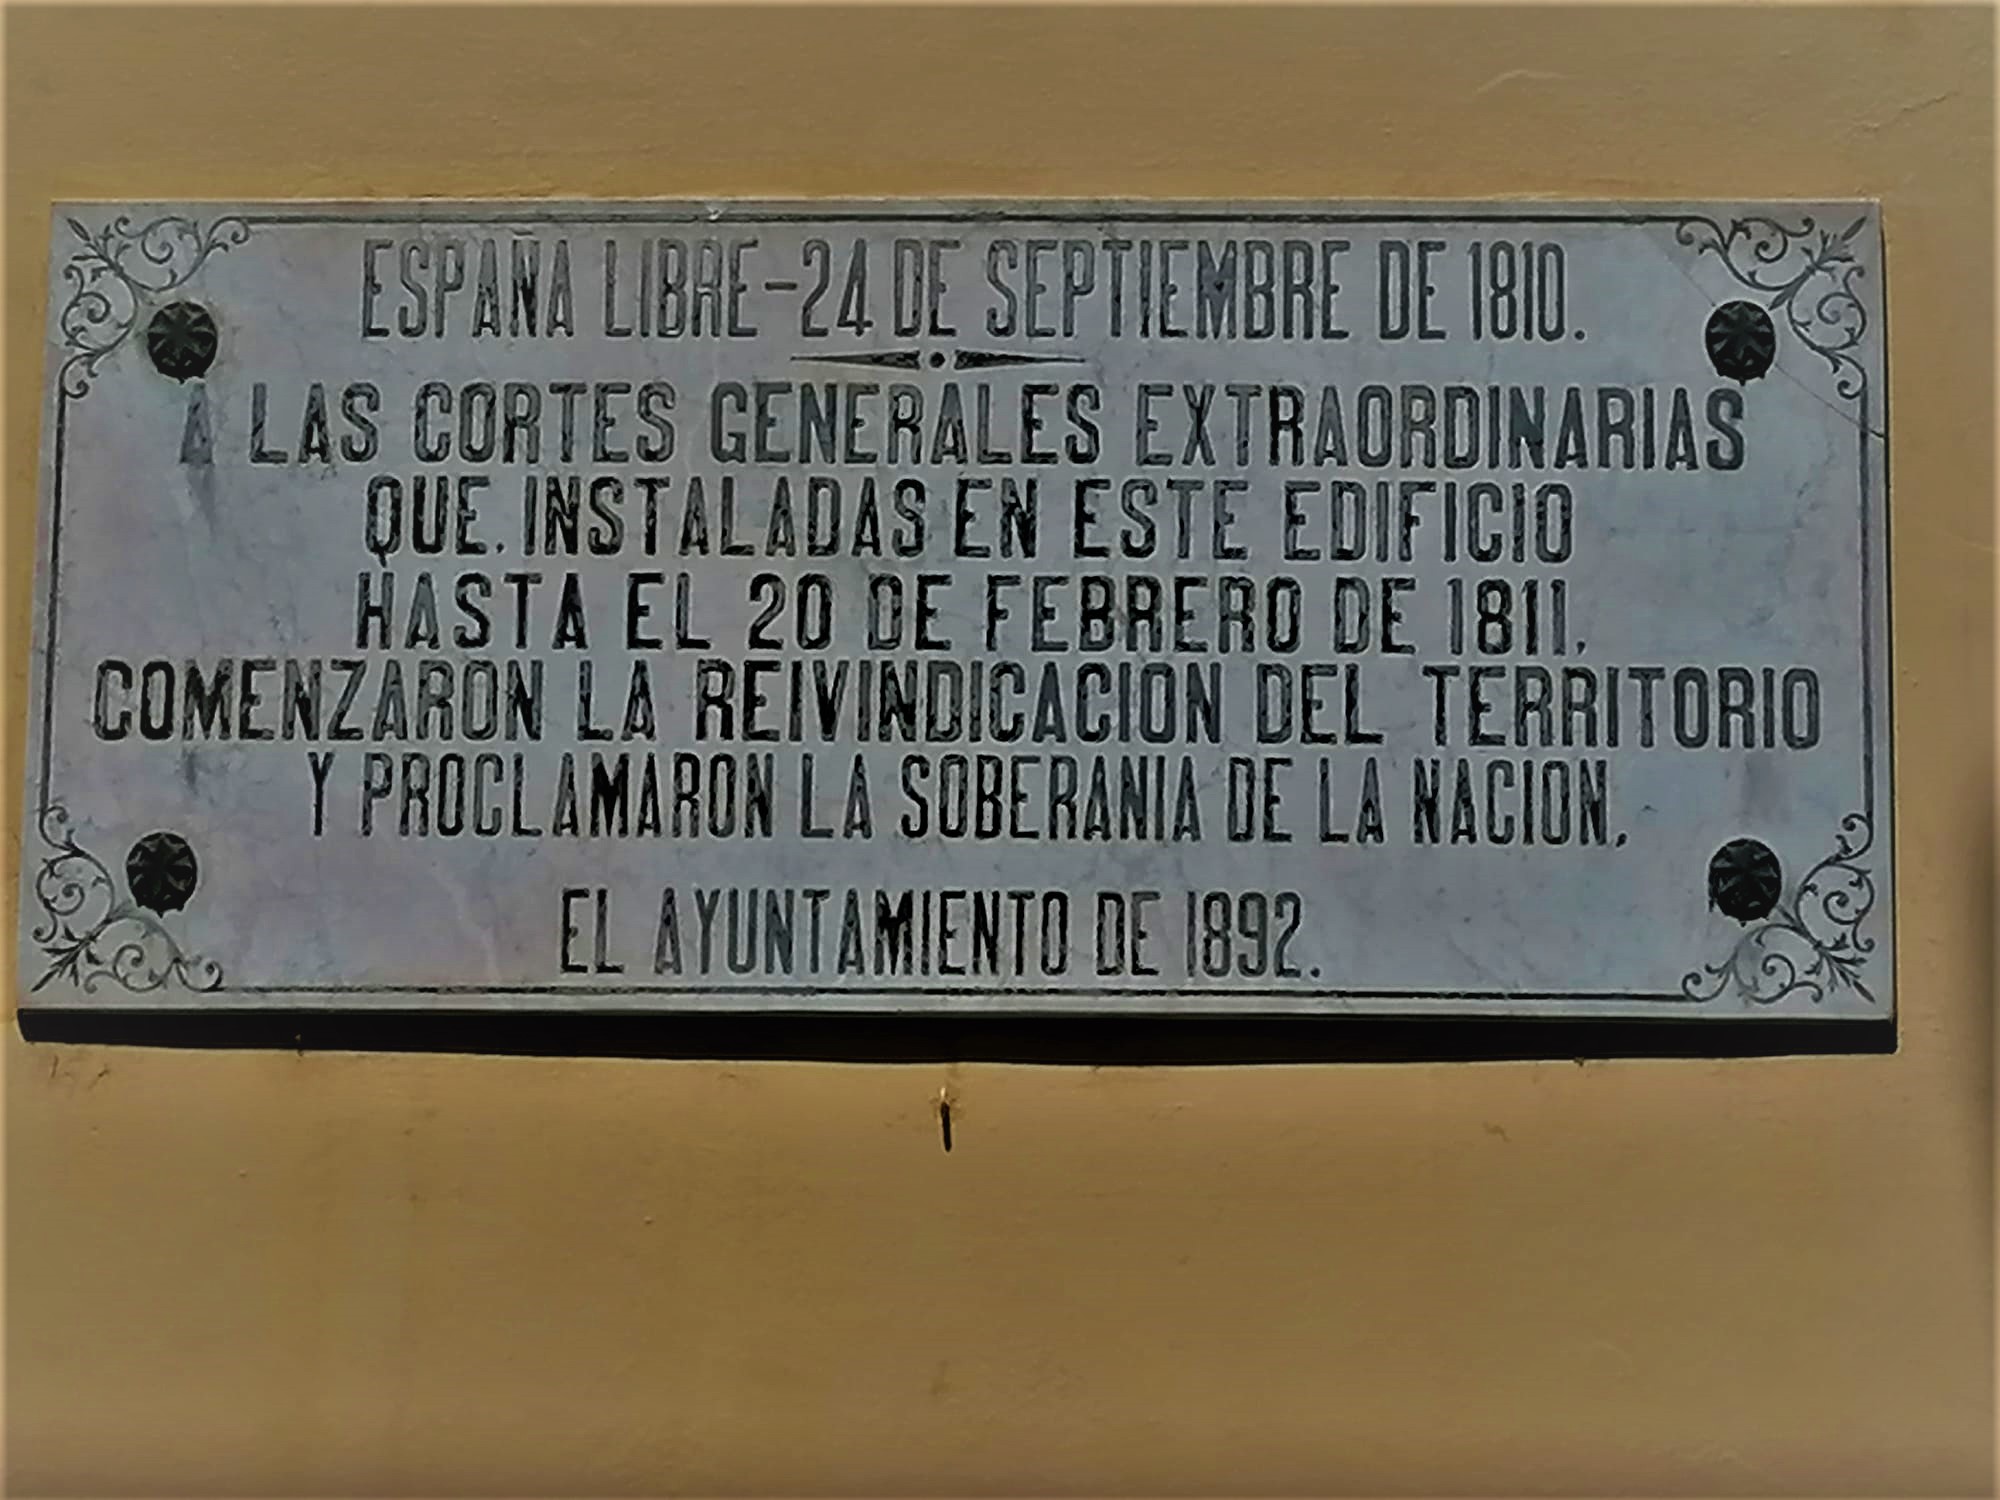 ESPAÑA LIBRE-24 DE SEPTIEMBRE DE 1810.
A LAS CORTES GENERALES EXTRAORDINARIAS
QUE, INSTALADAS EN ESTE EDIFICIO
HASTA EL 20 DE FEBRERO DE 1811,
COMENZARON LA REIVINDICACION DEL TERRITORIO
Y PROCLAMARON LA SOBERANIA DE LA NACION,
EL AYUNTAMIENTO DE 1892.